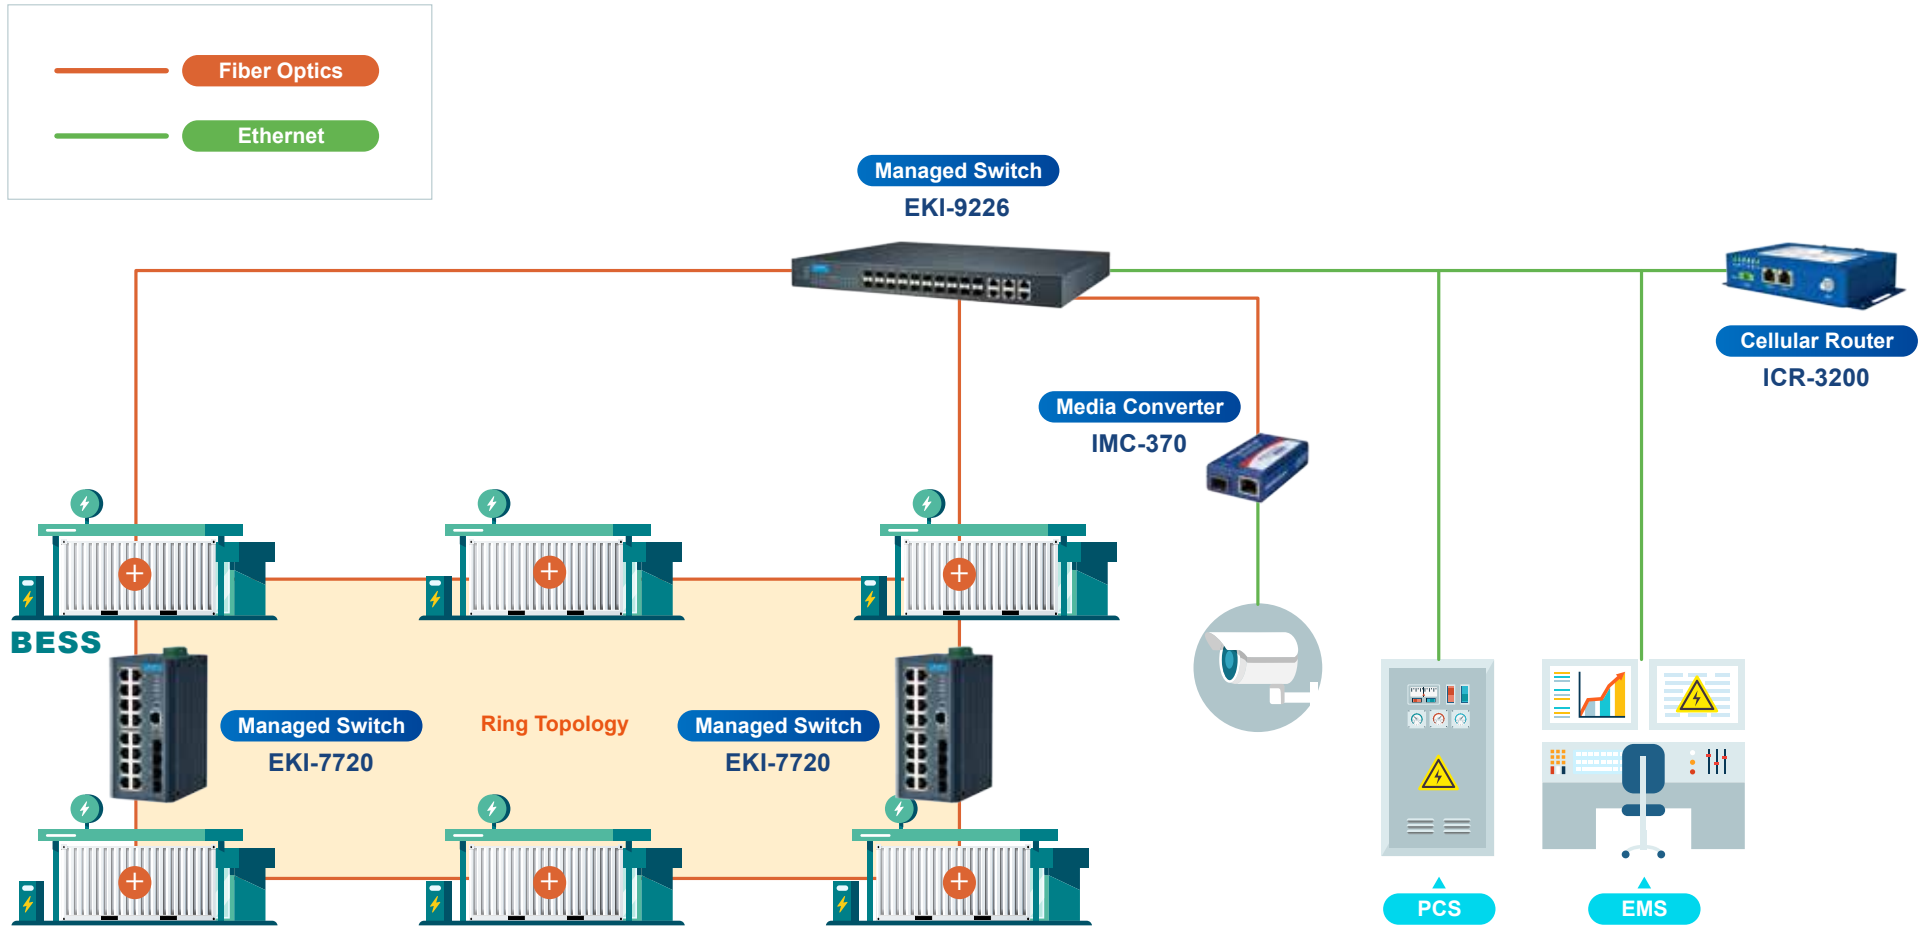 Fiber Optics
Ethernet
Managed Switch
EKI-9226
Cellular Router
ICR-3200
Media Converter
IMC-370
BESS
Managed Switch
EKI-7720
Ring Topology
Managed Switch
EKI-7720
PCS
EMS